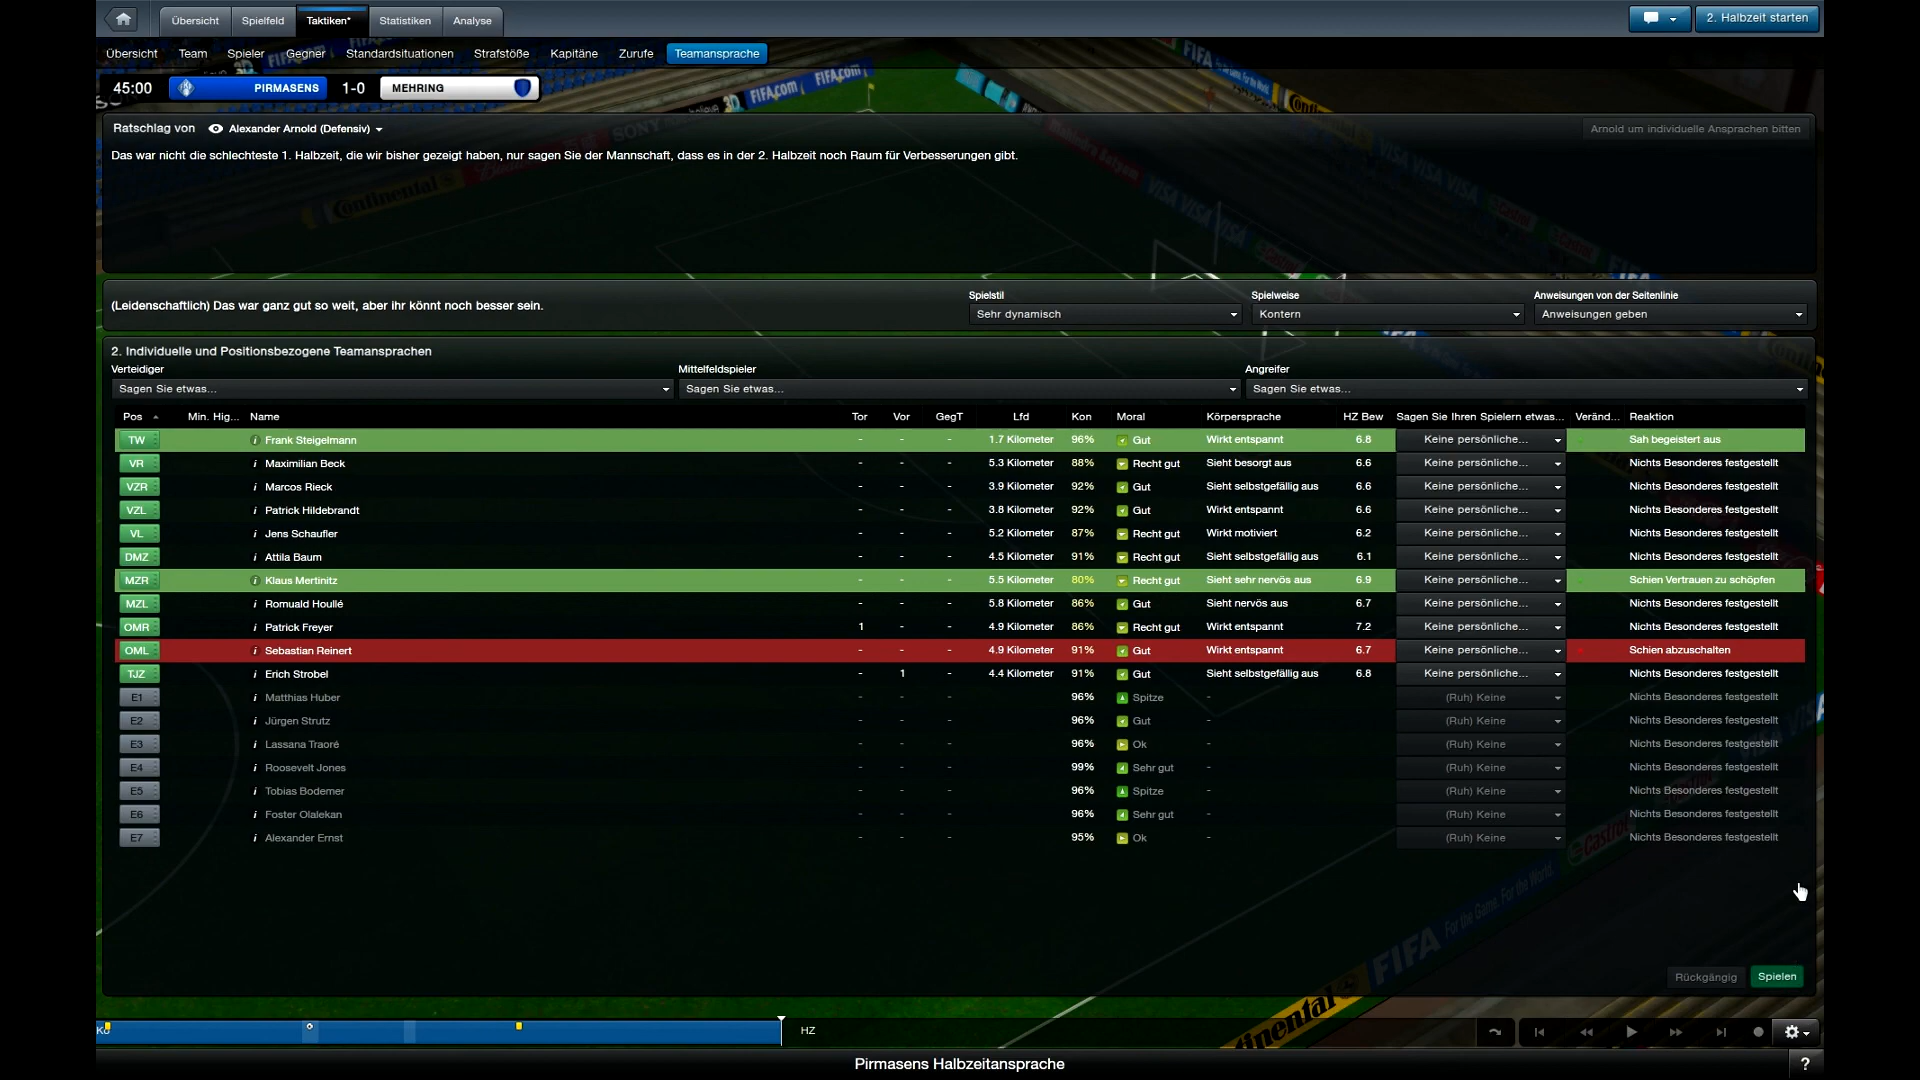 Übersicht Spielfeld Taktiken* Statistiken Analyse 2. Halbzeit starten
Übersicht Team Spieler Gegner Standardsituationen Strafstöße Kapitäne Zurufe Teamansprache
45:00 PIRMASENS 1-0 MEHRING
Ratschlag von Alexander Arnold (Defensiv) Arnold um individuelle Ansprachen bitten
Das war nicht die schlechteste 1. Halbzeit, die wir bisher gezeigt haben, nur sagen Sie der Mannschaft, dass es in der 2. Halbzeit noch Raum für Verbesserungen gibt.
(Leidenschaftlich) Das war ganz gut so weit, aber ihr könnt noch besser sein.
Spielstil Spielweise Anweisungen von der Seitenlinie
Sehr dynamisch Kontern Anweisungen geben
2. Individuelle und Positionsbezogene Teamansprachen
Verteidiger Mittelfeldspieler Angreifer
Sagen Sie etwas... Sagen Sie etwas... Sagen Sie etwas...
Pos Min. Hig... Name Tor Vor GegT Lfd Kon Moral Körpersprache HZ Bew Sagen Sie Ihren Spielern etwas... Veränd... Reaktion
TW i Frank Steigelmann - - - 1.7 Kilometer 96% Gut Wirkt entspannt 6.8 Keine persönliche... Sah begeistert aus
VR i Maximilian Beck - - - 5.3 Kilometer 88% Recht gut Sieht besorgt aus 6.6 Keine persönliche... Nichts Besonderes festgestellt
VZR i Marcos Rieck - - - 3.9 Kilometer 92% Gut Sieht selbstgefällig aus 6.6 Keine persönliche... Nichts Besonderes festgestellt
VZL i Patrick Hildebrandt - - - 3.8 Kilometer 92% Gut Wirkt entspannt 6.6 Keine persönliche... Nichts Besonderes festgestellt
VL i Jens Schaufler - - - 5.2 Kilometer 87% Recht gut Wirkt motiviert 6.2 Keine persönliche... Nichts Besonderes festgestellt
DMZ i Attila Baum - - - 4.5 Kilometer 91% Recht gut Sieht selbstgefällig aus 6.1 Keine persönliche... Nichts Besonderes festgestellt
MZR i Klaus Mertinitz - - - 5.5 Kilometer 80% Recht gut Sieht sehr nervös aus 6.9 Keine persönliche... Schien Vertrauen zu schöpfen
MZL i Romuald Houllé - - - 5.8 Kilometer 86% Gut Sieht nervös aus 6.7 Keine persönliche... Nichts Besonderes festgestellt
OMR i Patrick Freyer 1 - - 4.9 Kilometer 86% Recht gut Wirkt entspannt 7.2 Keine persönliche... Nichts Besonderes festgestellt
OML i Sebastian Reinert - - - 4.9 Kilometer 91% Gut Wirkt entspannt 6.7 Keine persönliche... Schien abzuschalten
TJZ i Erich Strobel - 1 - 4.4 Kilometer 91% Gut Sieht selbstgefällig aus 6.8 Keine persönliche... Nichts Besonderes festgestellt
E1 i Matthias Huber - - - 96% Spitze - (Ruh) Keine Nichts Besonderes festgestellt
E2 i Jürgen Strutz - - - 96% Gut - (Ruh) Keine Nichts Besonderes festgestellt
E3 i Lassana Traoré - - - 96% Ok - (Ruh) Keine Nichts Besonderes festgestellt
E4 i Roosevelt Jones - - - 99% Sehr gut - (Ruh) Keine Nichts Besonderes festgestellt
E5 i Tobias Bodemer - - - 96% Spitze - (Ruh) Keine Nichts Besonderes festgestellt
E6 i Foster Olalekan - - - 96% Sehr gut - (Ruh) Keine Nichts Besonderes festgestellt
E7 i Alexander Ernst - - - 95% Ok - (Ruh) Keine Nichts Besonderes festgestellt
Rückgängig Spielen
HZ
Pirmasens Halbzeitansprache ?
FIFA.com
FIFA.com
Continental
VISA VISA
For the Game. For the World.
FIFA
Continental